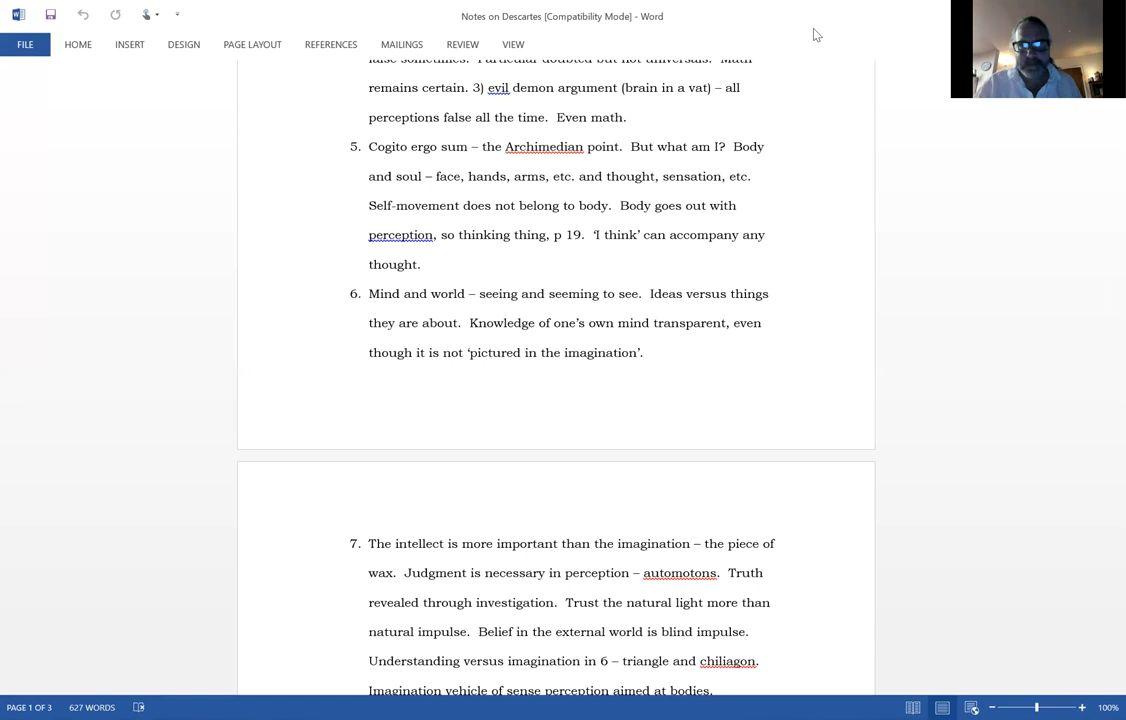 Notes on Descartes [Compatibility Mode] - Word
FILE HOME INSERT DESIGN PAGE LAYOUT REFERENCES MAILINGS REVIEW VIEW
false sometimes. Particular doubted but not universals. Math
remains certain. 3) evil demon argument (brain in a vat) – all
perceptions false all the time. Even math.
5. Cogito ergo sum – the Archimedian point. But what am I? Body
and soul – face, hands, arms, etc. and thought, sensation, etc.
Self-movement does not belong to body. Body goes out with
perception, so thinking thing, p 19. ‘I think’ can accompany any
thought.
6. Mind and world – seeing and seeming to see. Ideas versus things
they are about. Knowledge of one’s own mind transparent, even
though it is not ‘pictured in the imagination’.
7. The intellect is more important than the imagination – the piece of
wax. Judgment is necessary in perception – automotons. Truth
revealed through investigation. Trust the natural light more than
natural impulse. Belief in the external world is blind impulse.
Understanding versus imagination in 6 – triangle and chiliagon.
Imagination vehicle of sense perception aimed at bodies.
PAGE 1 OF 3 627 WORDS 100%